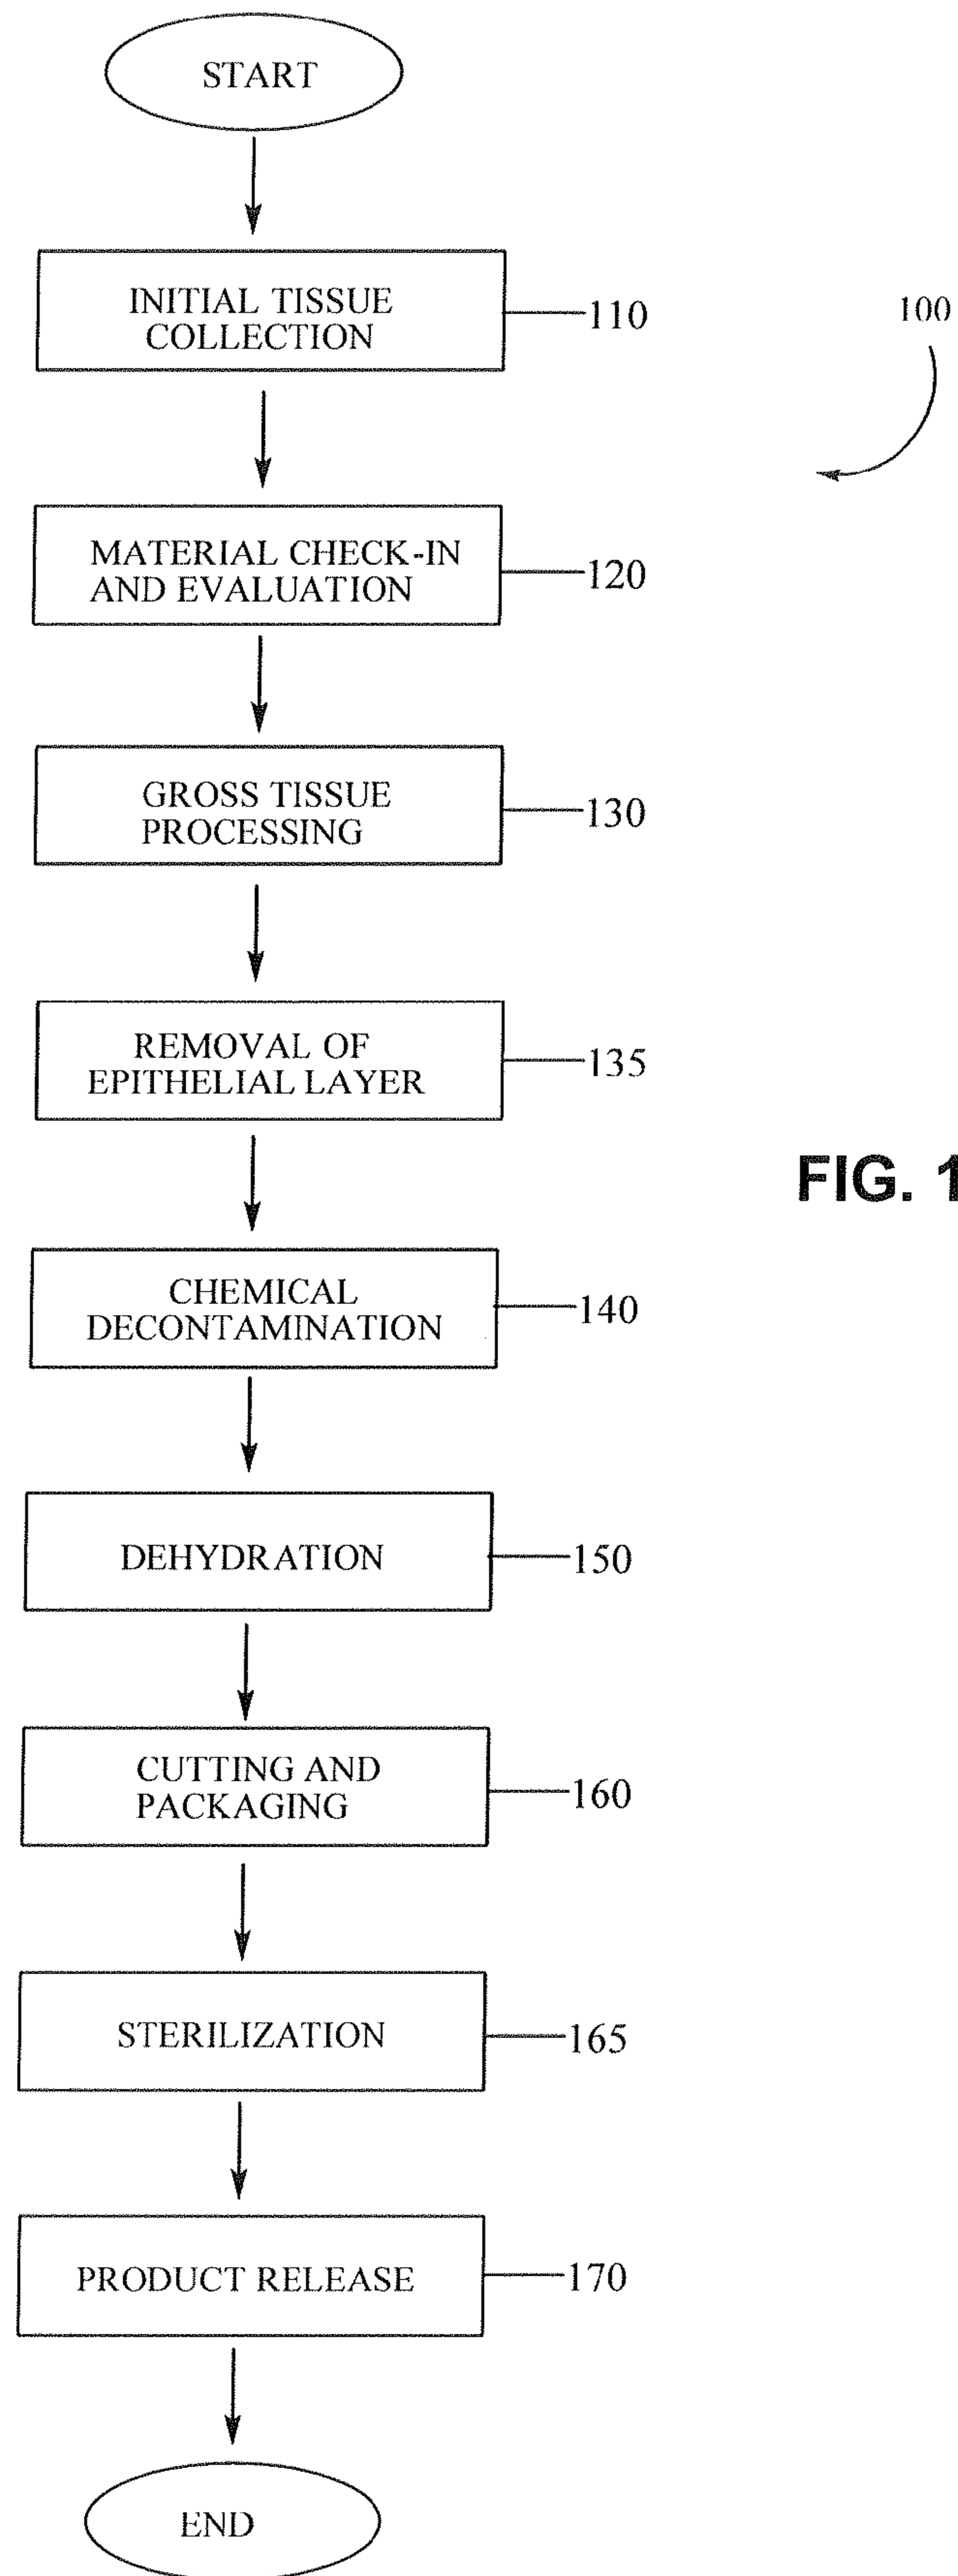 START
INITIAL TISSUE
COLLECTION
110
100
MATERIAL CHECK-IN
AND EVALUATION
120
GROSS TISSUE
PROCESSING
130
REMOVAL OF
EPITHELIAL LAYER
135
FIG. 1
CHEMICAL
DECONTAMINATION
140
DEHYDRATION
150
CUTTING AND
PACKAGING
160
STERILIZATION
165
PRODUCT RELEASE
170
END